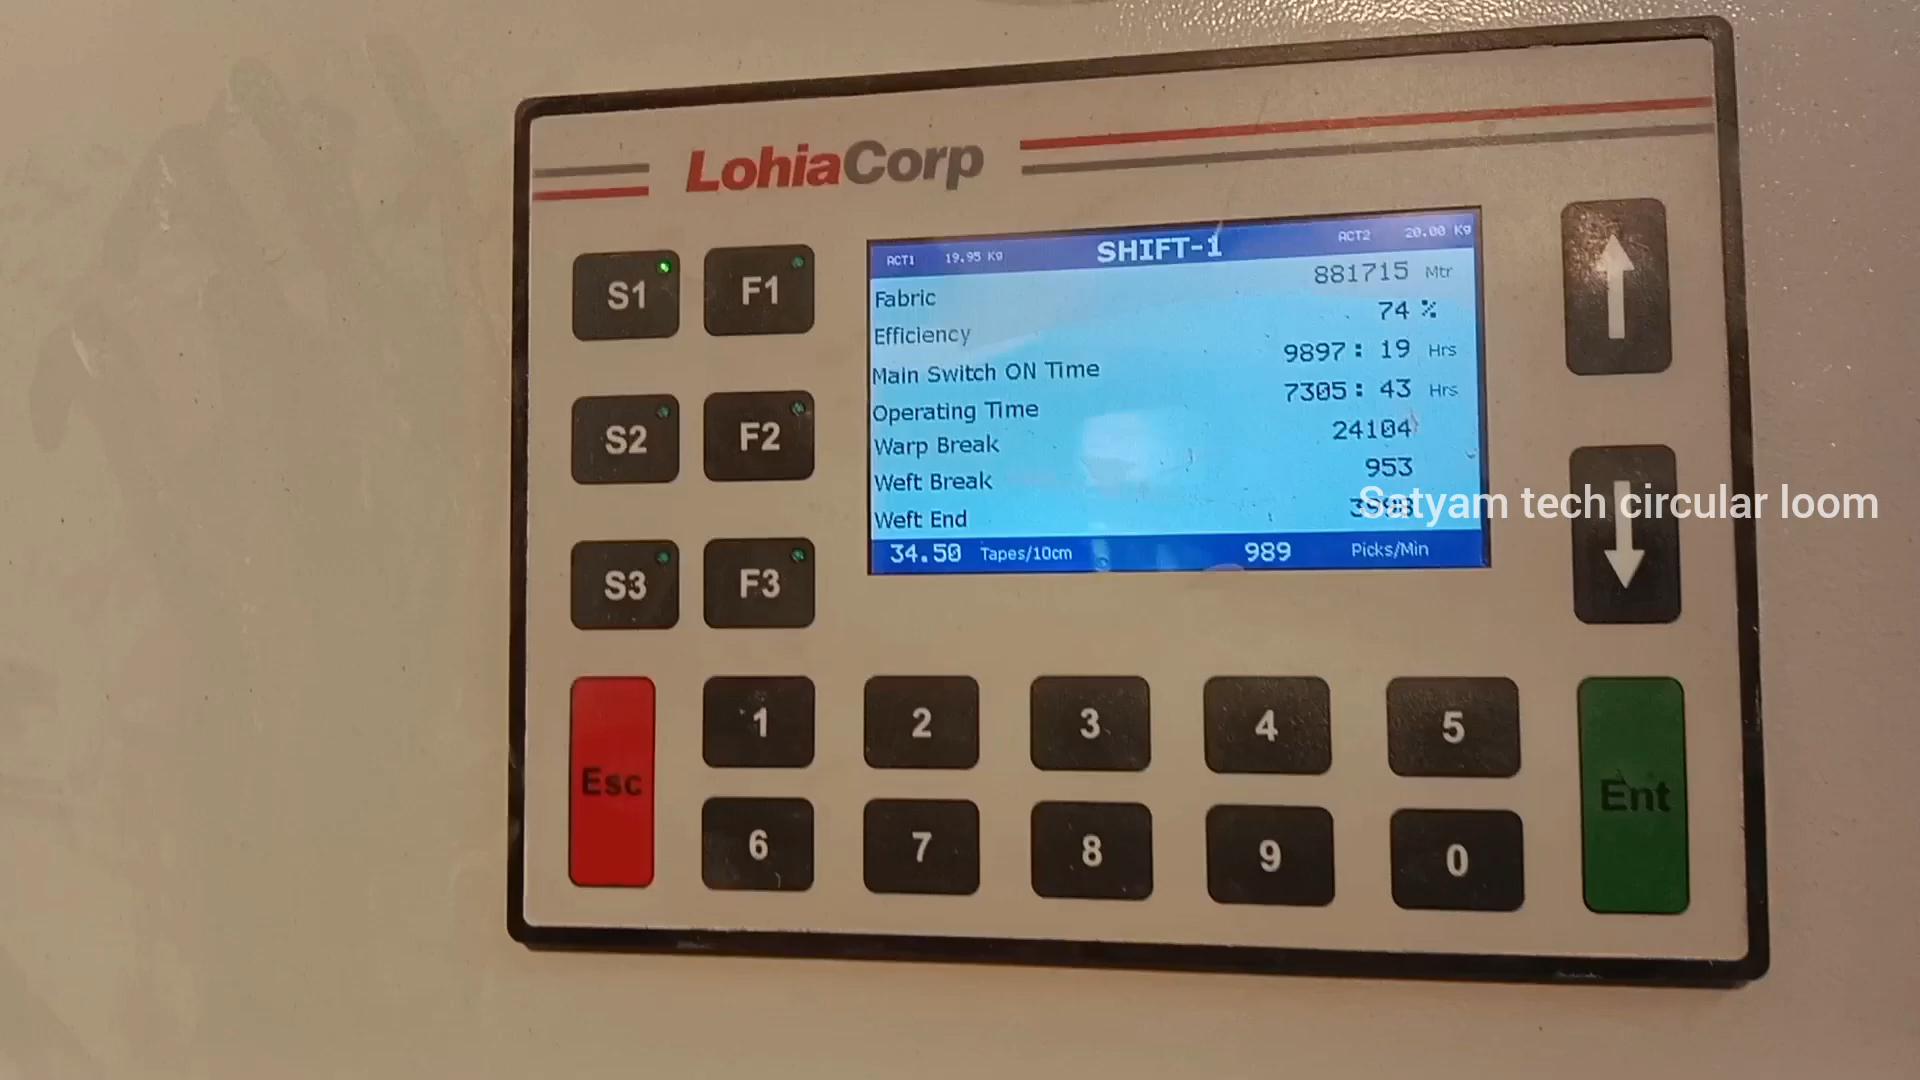 LohiaCorp
ACT1 19.95 Kg SHIFT-1 ACT2 20.00 Kg
Fabric 881715 Mtr
Efficiency 74 %
Main Switch ON Time 9897: 19 Hrs
Operating Time 7305: 43 Hrs
Warp Break 24104
Weft Break 953
Weft End
Satyam tech circular loom
34.50 Tapes/10cm 989 Picks/Min
S1 F1
S2 F2
S3 F3
Esc 1 2 3 4 5 Ent
6 7 8 9 0